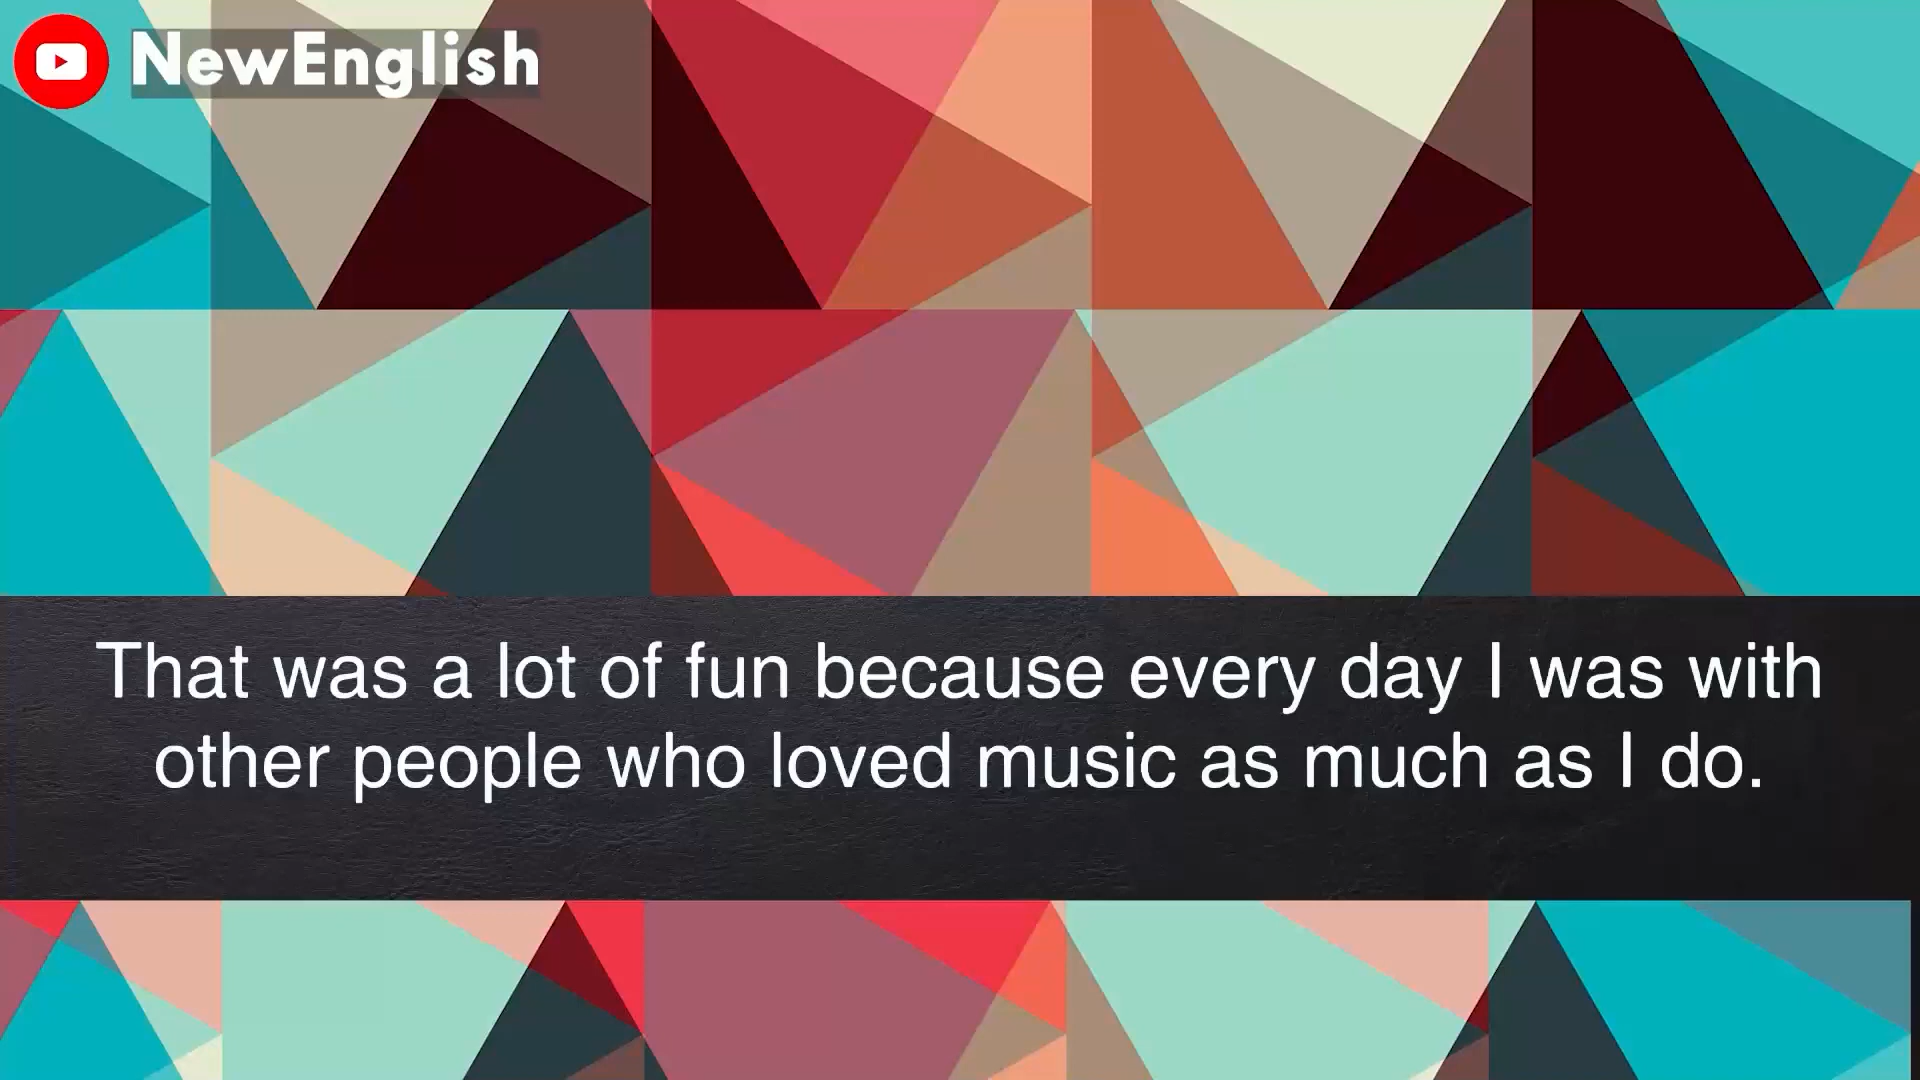 NewEnglish
That was a lot of fun because every day I was with
other people who loved music as much as I do.